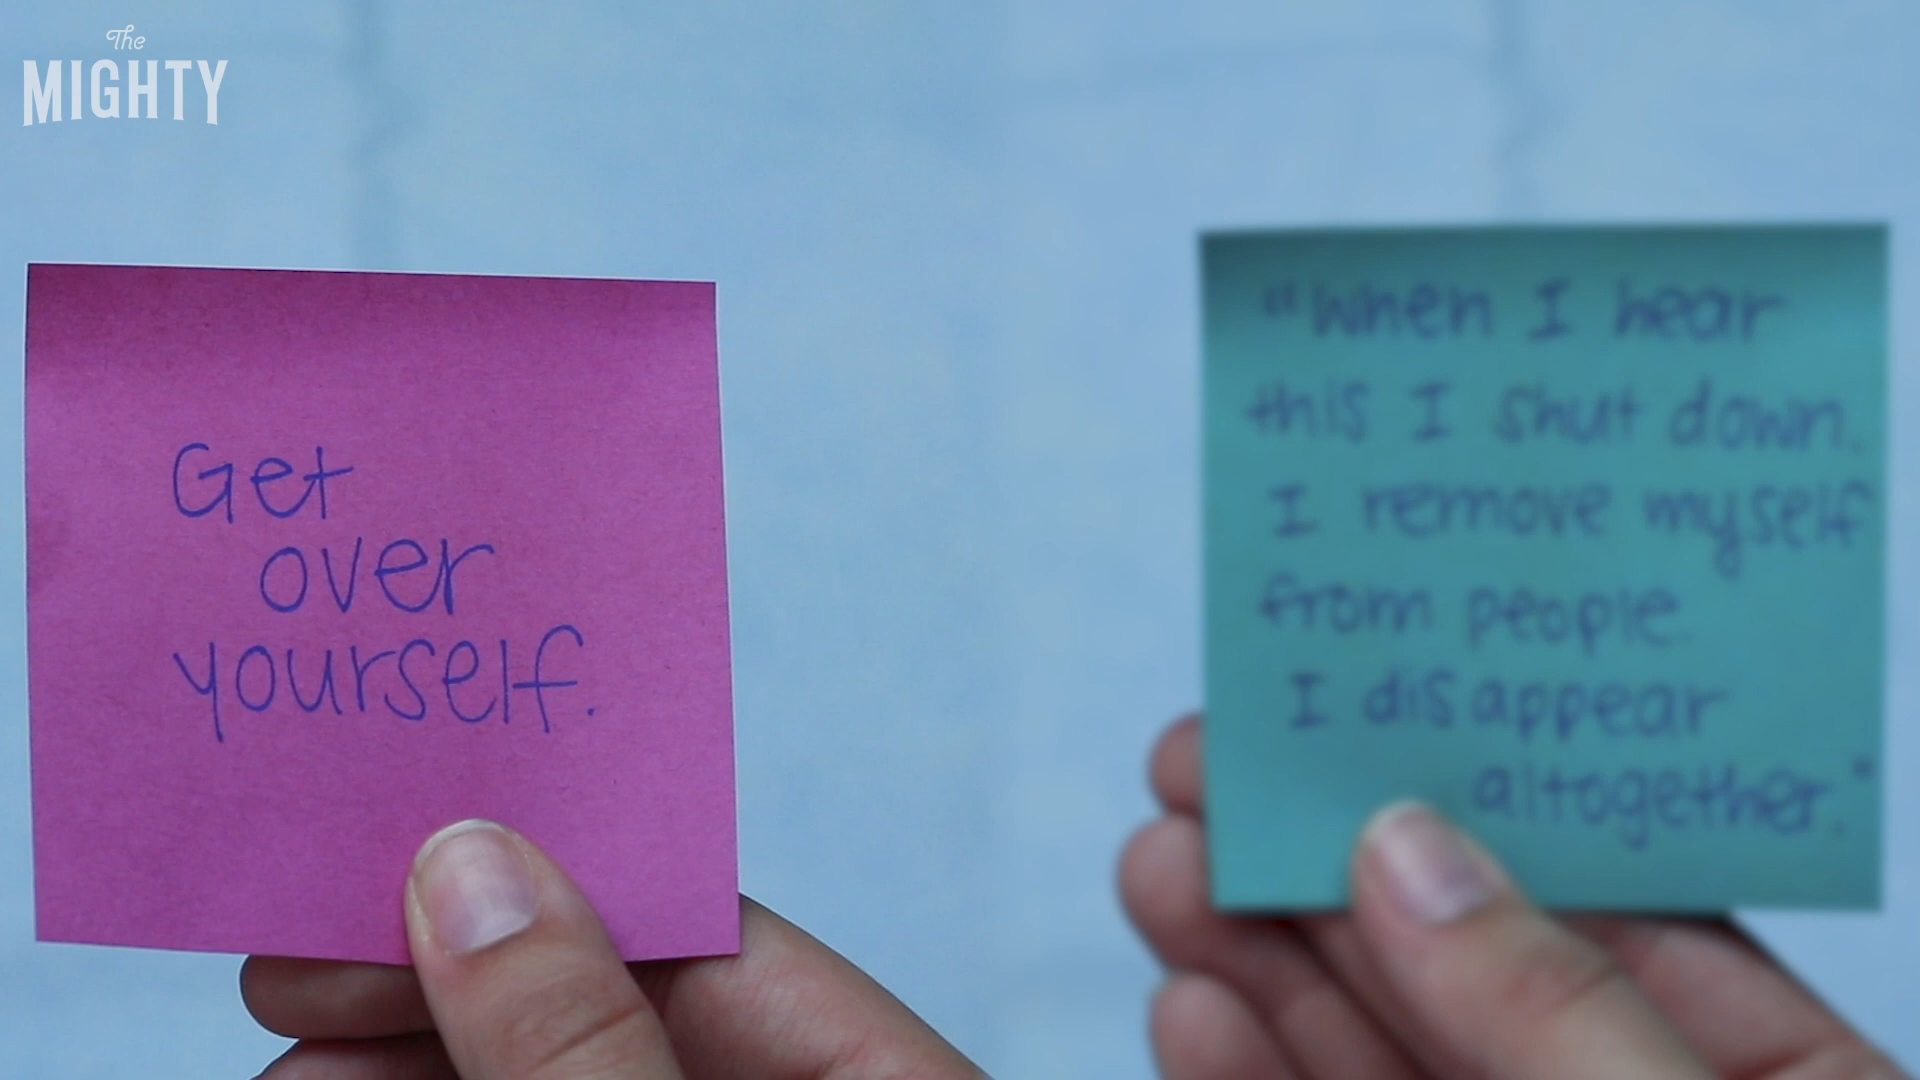 The
MIGHTY
Get
over
yourself.
"When I hear
this I shut down.
I remove myself
from people.
I disappear
altogether."